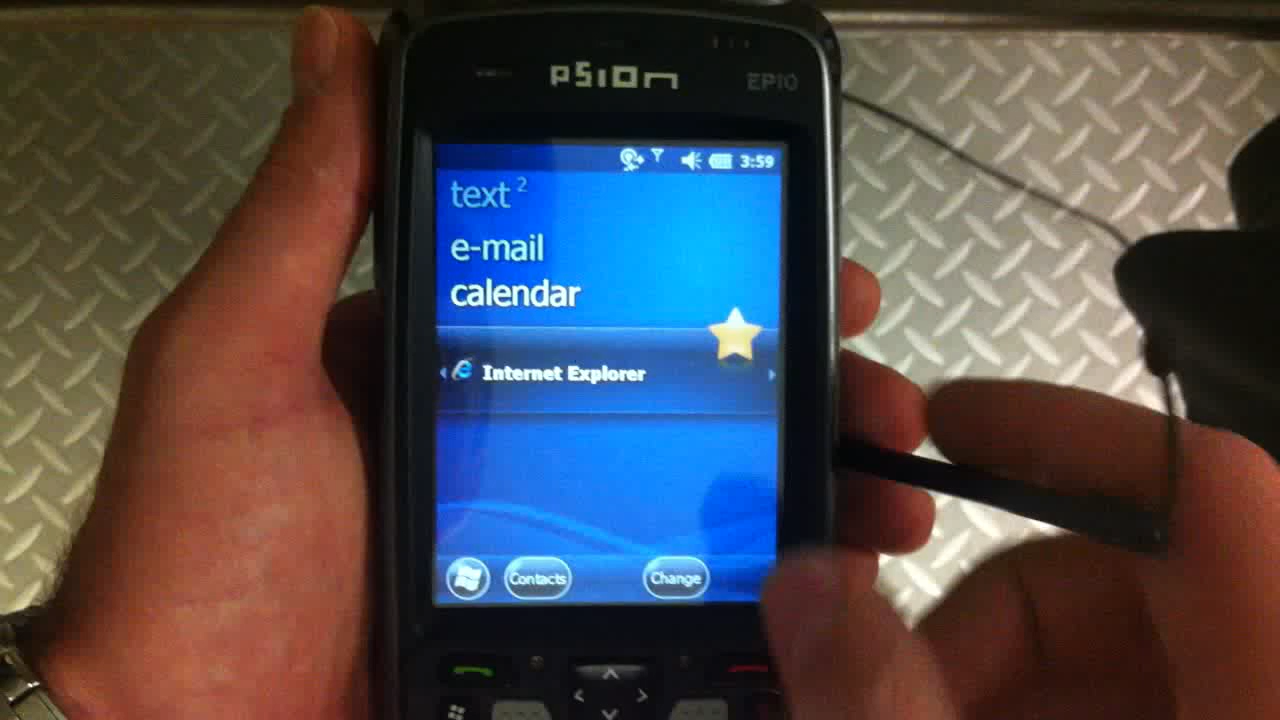 PSION
EP10
3:59
text 2
e-mail
calendar
Internet Explorer
Contacts
Change